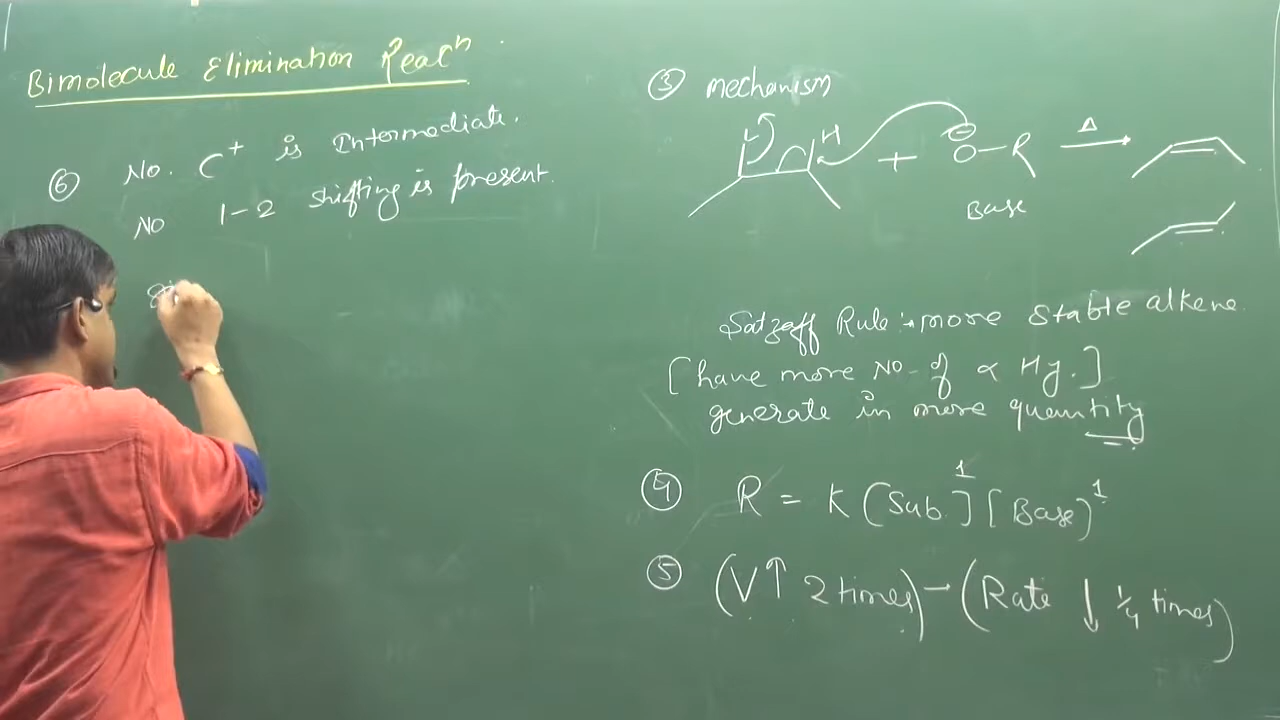 Bimolecule Elimination Reacⁿ.
⑥ No. C⁺ is Intermediate.
No 1-2 shifting is present.
③ mechanism
L H + ⊖O-R Δ
Base
Satzeff Rule :→ more Stable alkene.
[have more No- of α Hy.]
generate in more quantity
④ R = K (Sub.]¹ [Base)¹
⑤ (V↑ 2 times) – (Rate ↓ 1/4 times)